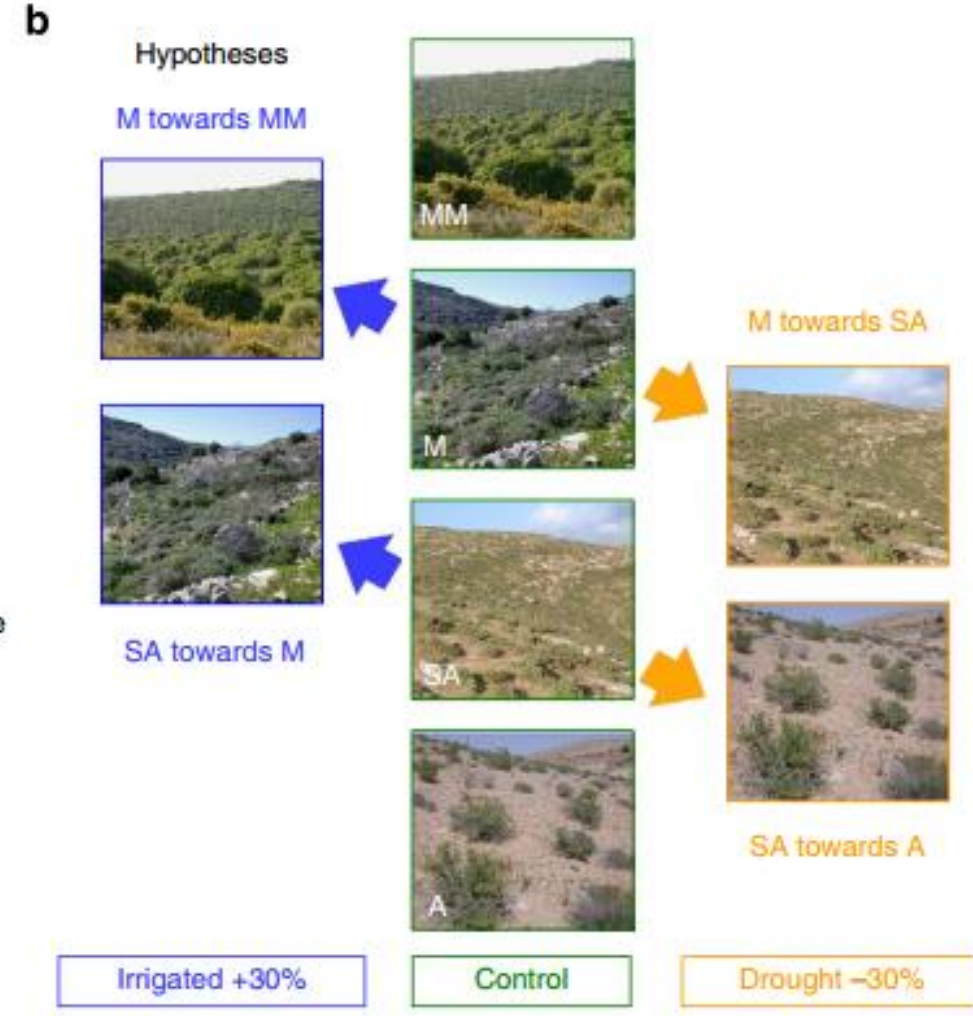 b
Hypotheses
M towards MM
MM
M towards SA
M
SA towards M
SA
SA towards A
A
Irrigated +30%
Control
Drought –30%